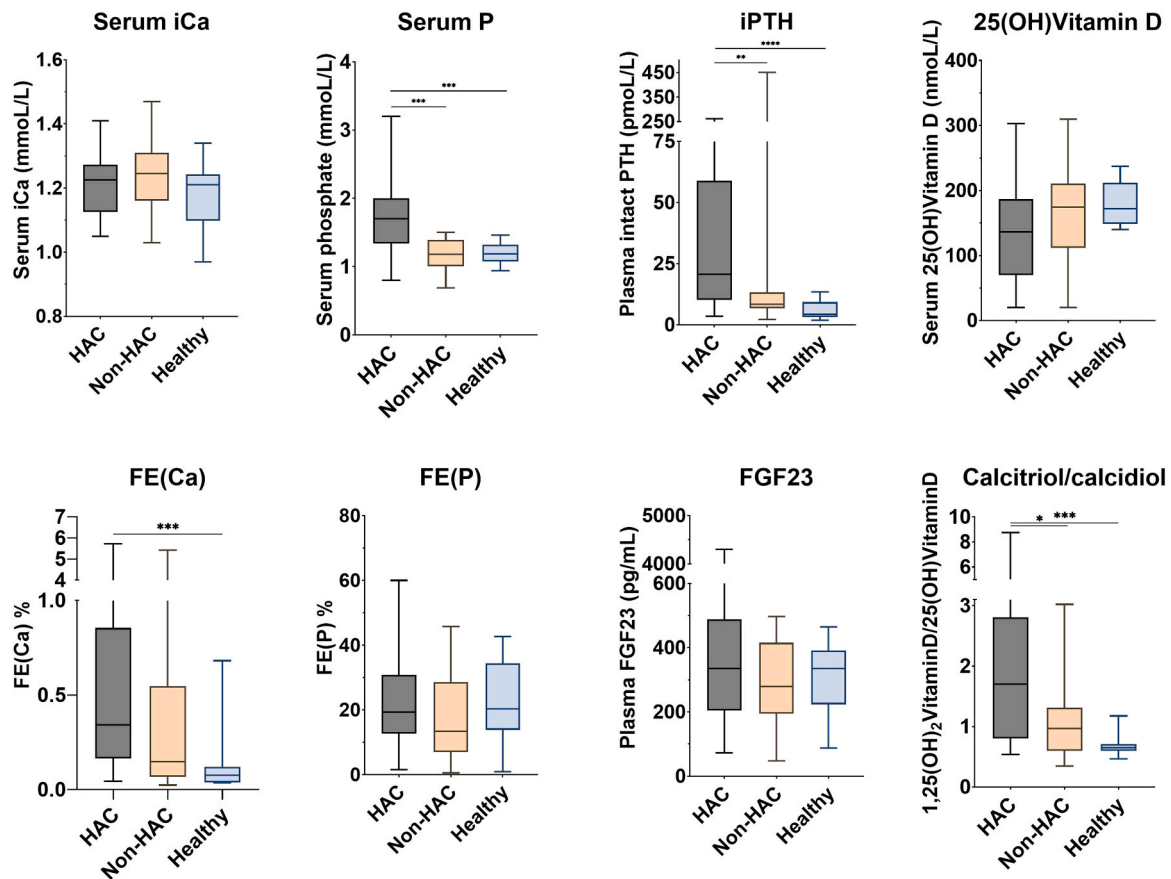 Serum iCa
Serum iCa (mmoL/L)
1.6
1.4
1.2
1.0
0.8
HAC
Non-HAC
Healthy
Serum P
Serum phosphate (mmoL/L)
4
3
2
1
0
***
***
HAC
Non-HAC
Healthy
iPTH
Plasma intact PTH (pmoL/L)
450
350
250
75
50
25
0
****
**
HAC
Non-HAC
Healthy
25(OH)Vitamin D
Serum 25(OH)Vitamin D (nmoL/L)
400
300
200
100
0
HAC
Non-HAC
Healthy
FE(Ca)
FE(Ca) %
7
6
5
4
1.0
0.5
0.0
***
HAC
Non-HAC
Healthy
FE(P)
FE(P) %
80
60
40
20
0
HAC
Non-HAC
Healthy
FGF23
Plasma FGF23 (pg/mL)
5000
4000
600
400
200
0
HAC
Non-HAC
Healthy
Calcitriol/calcidiol
1,25(OH)₂VitaminD/25(OH)VitaminD
10
8
6
3
2
1
0
***
*
HAC
Non-HAC
Healthy